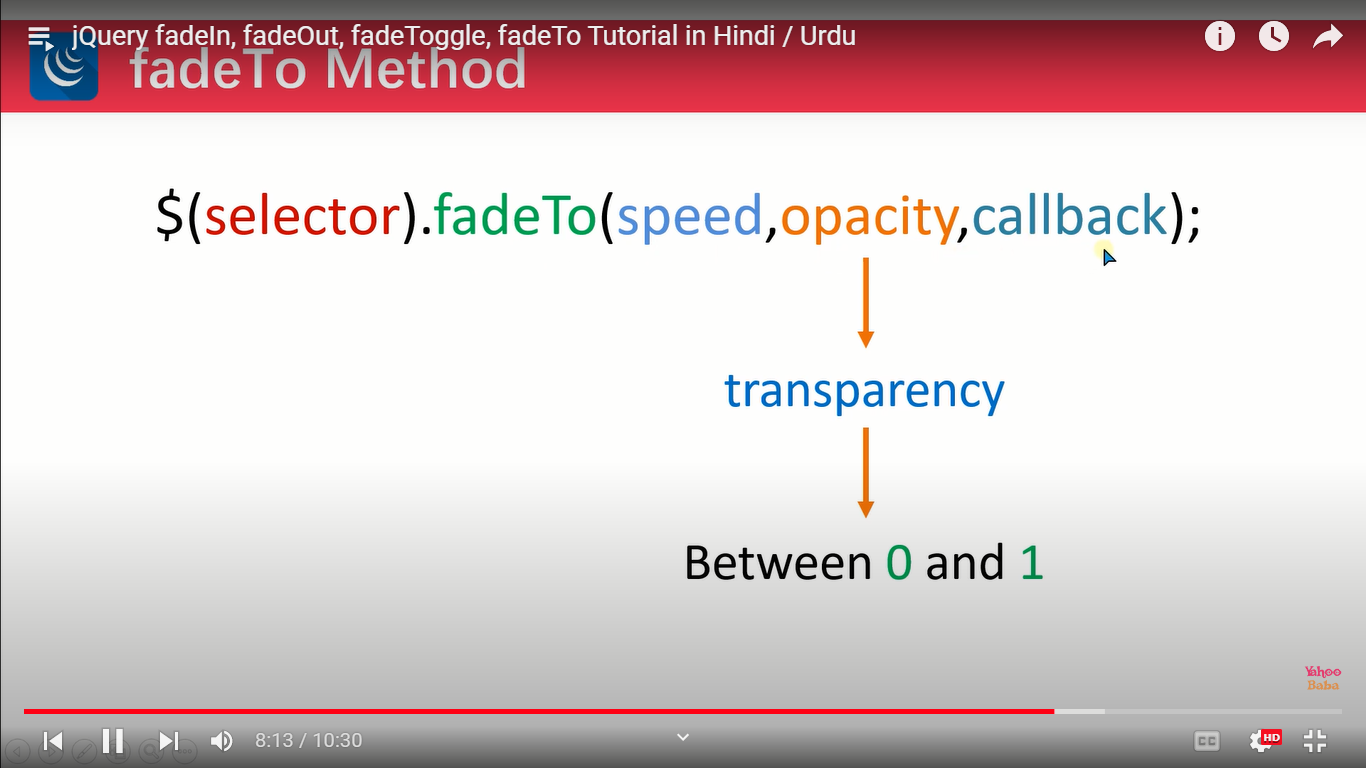 jQuery fadeIn, fadeOut, fadeToggle, fadeTo Tutorial in Hindi / Urdu
fadeTo Method
$(selector).fadeTo(speed,opacity,callback);
transparency
Between 0 and 1
Yahoo
Baba
8:13 / 10:30
CC
HD